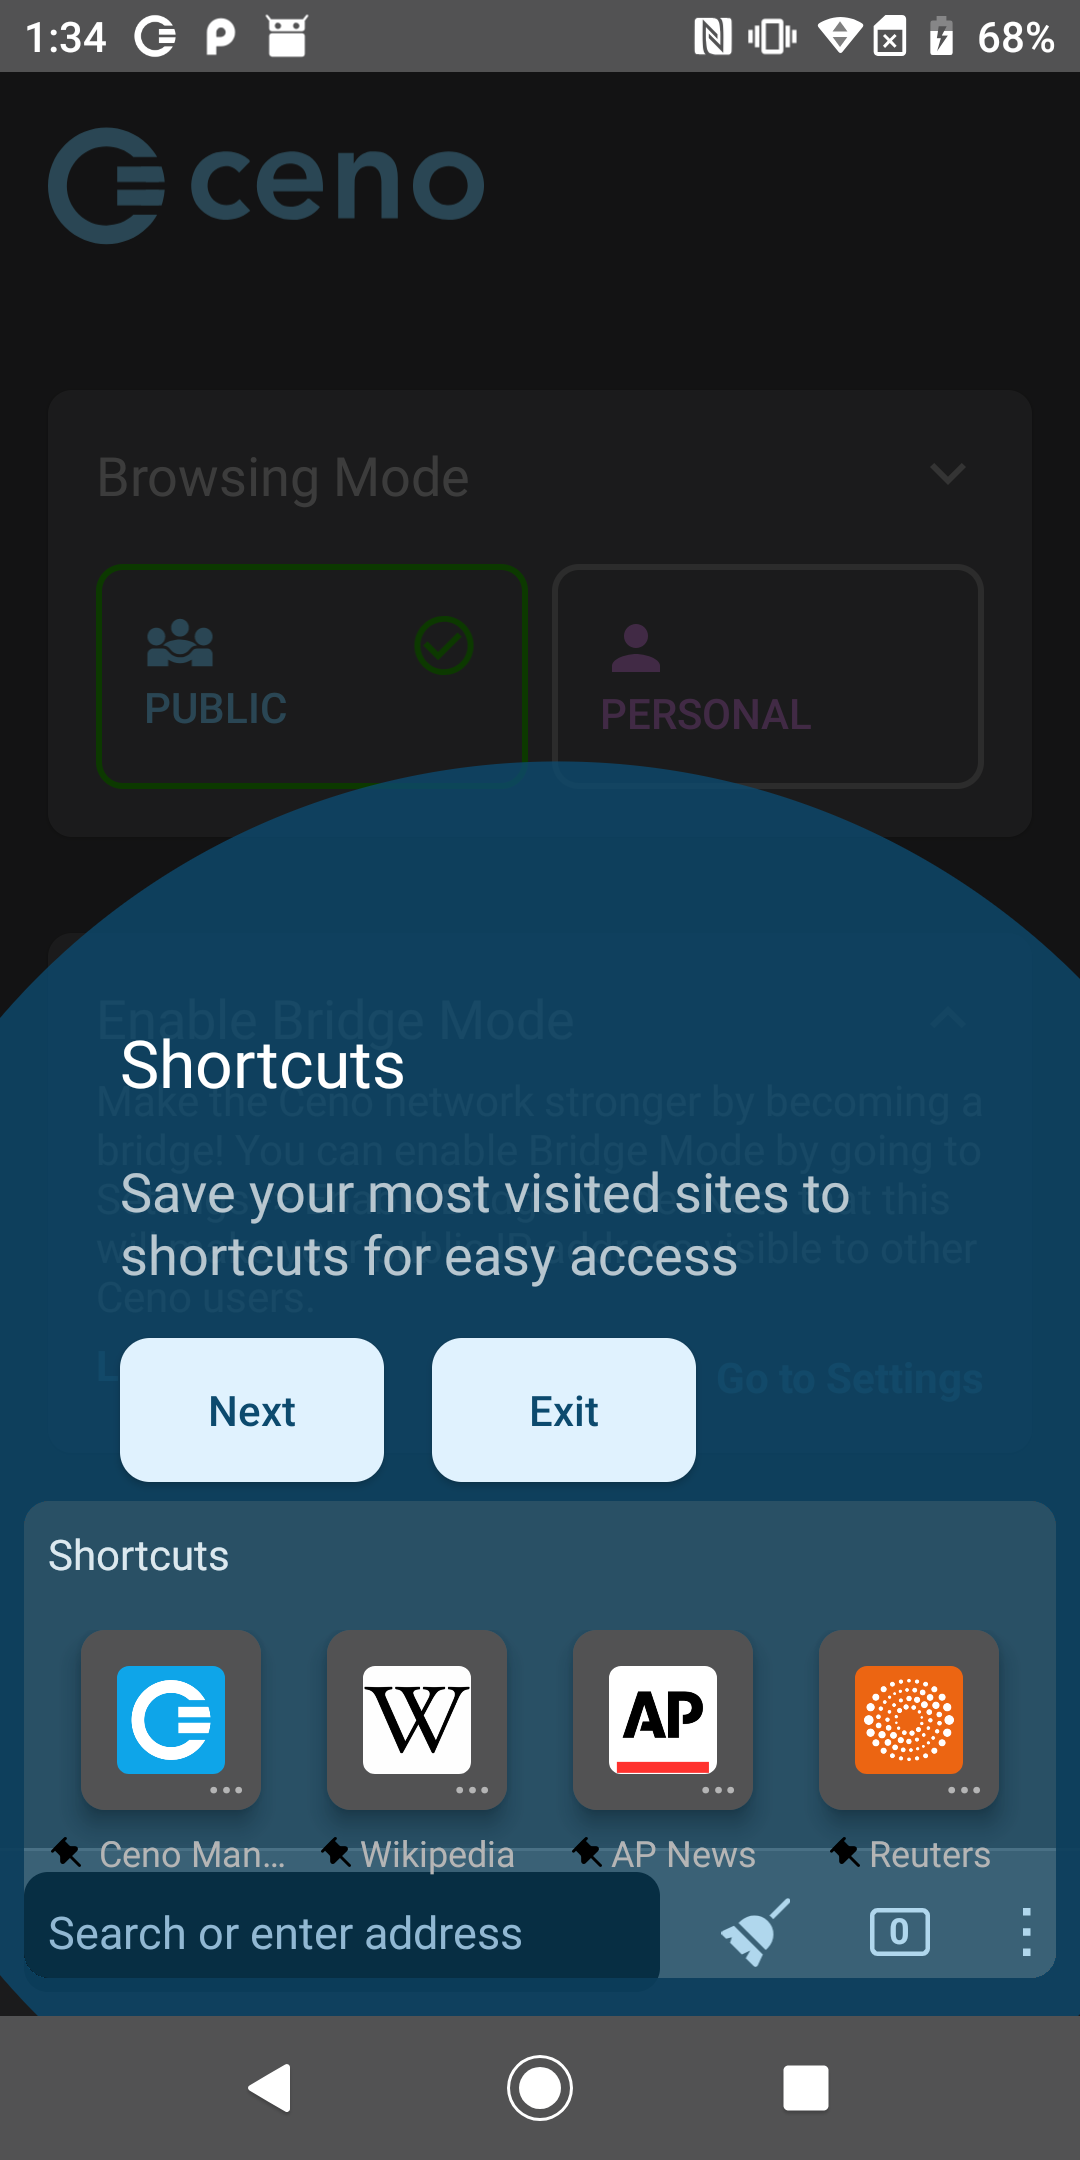 1:34
68%
ceno
Browsing Mode
PUBLIC
PERSONAL
Enable Bridge Mode
Shortcuts
Make the Ceno network stronger by becoming a
bridge! You can enable Bridge Mode by going to
Save your most visited sites to
this
shortcuts for easy access
visible to other
Ceno users.
Next
Exit
Go to Settings
Shortcuts
AP
Ceno Man...
Wikipedia
AP News
Reuters
Search or enter address
0